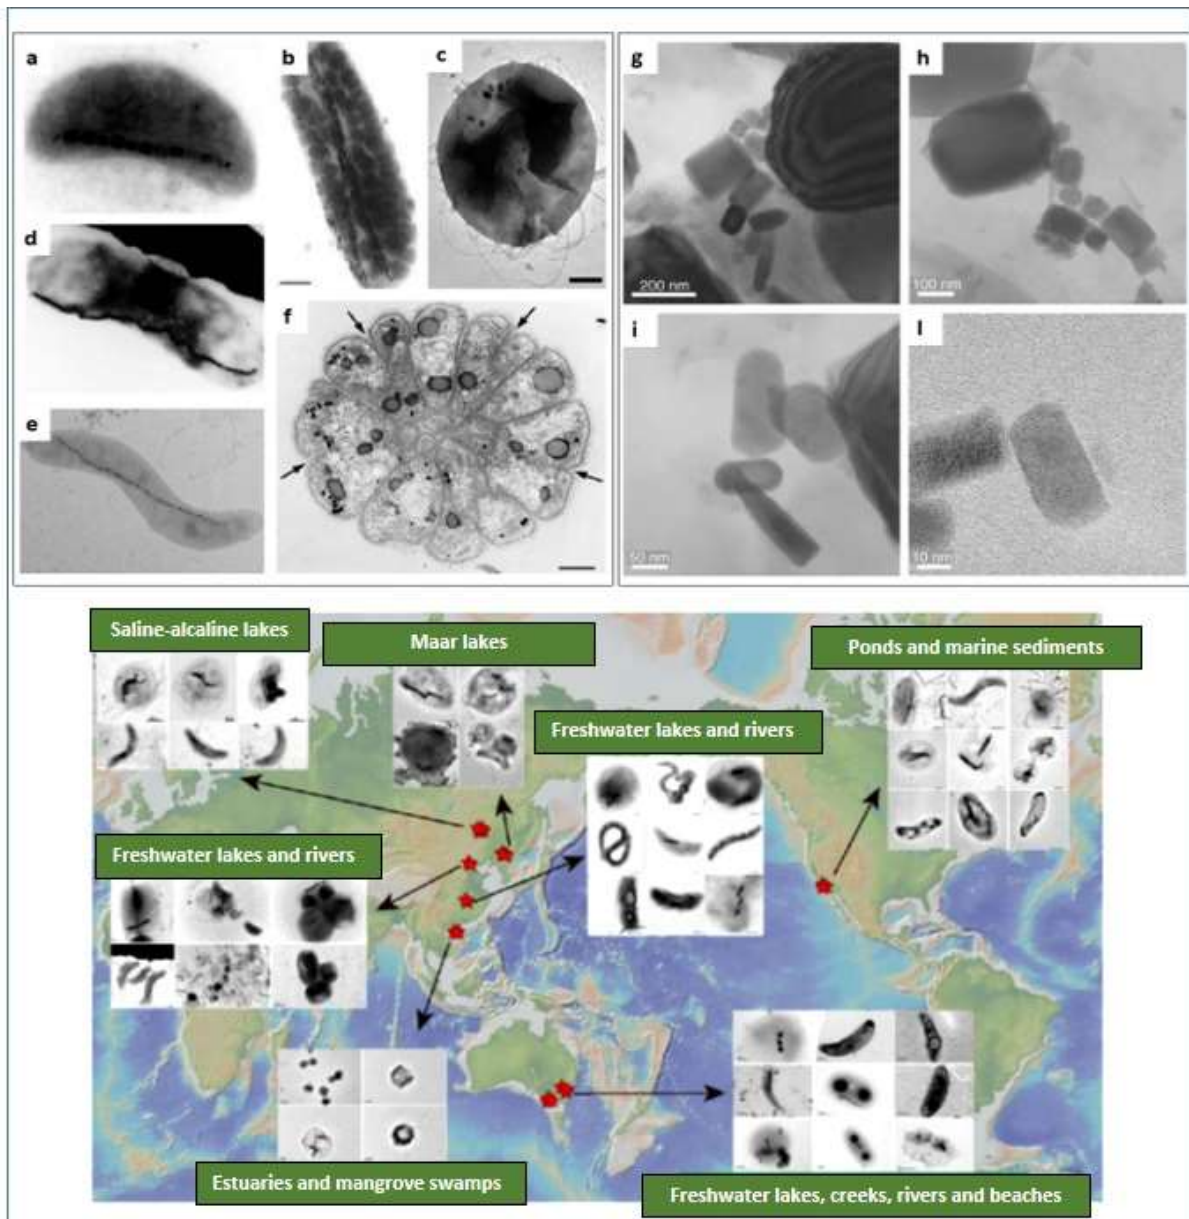 a
b
c
g
h
d
f
200 nm
100 nm
i
l
e
50 nm
10 nm
Saline-alcaline lakes
Maar lakes
Ponds and marine sediments
Freshwater lakes and rivers
Freshwater lakes and rivers
Estuaries and mangrove swamps
Freshwater lakes, creeks, rivers and beaches